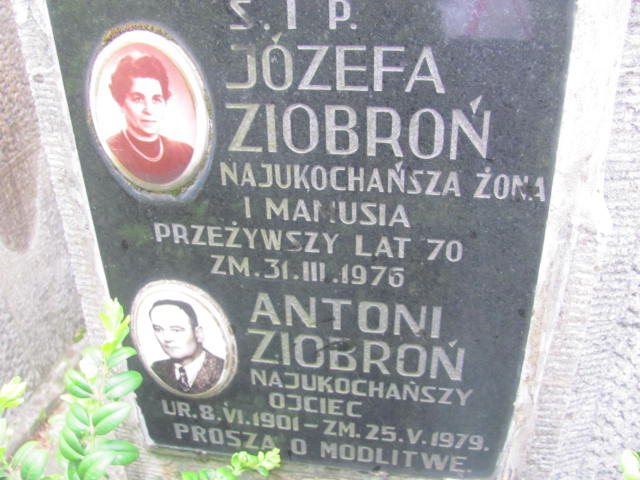 Ś. I P.
JÓZEFA
ZIOBROŃ
NAJUKOCHAŃSZA ŻONA
I MANUSIA
PRZEŻYWSZY LAT 70
ZM. 31. III. 1976
ANTONI
ZIOBROŃ
NAJUKOCHAŃSZY
OJCIEC
UR. 8. VI. 1901 - ZM. 25. V. 1979.
PROSZĄ O MODLITWĘ.